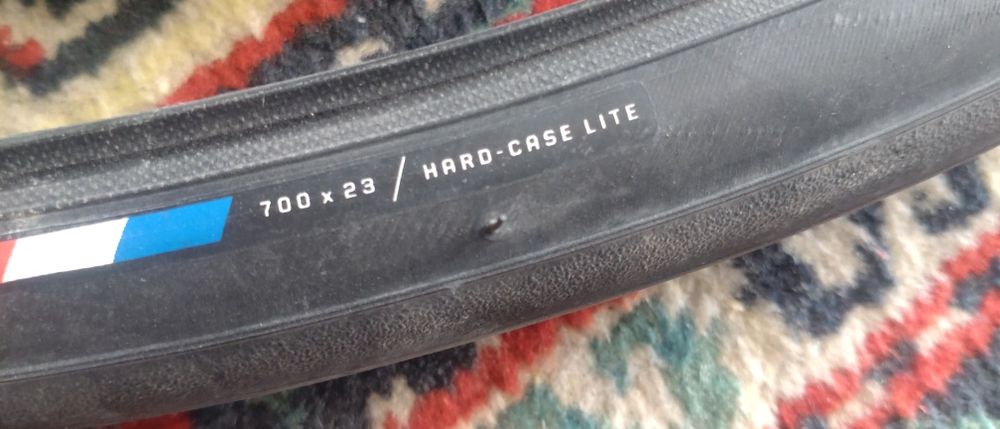 700 x 23 / HARD-CASE LITE